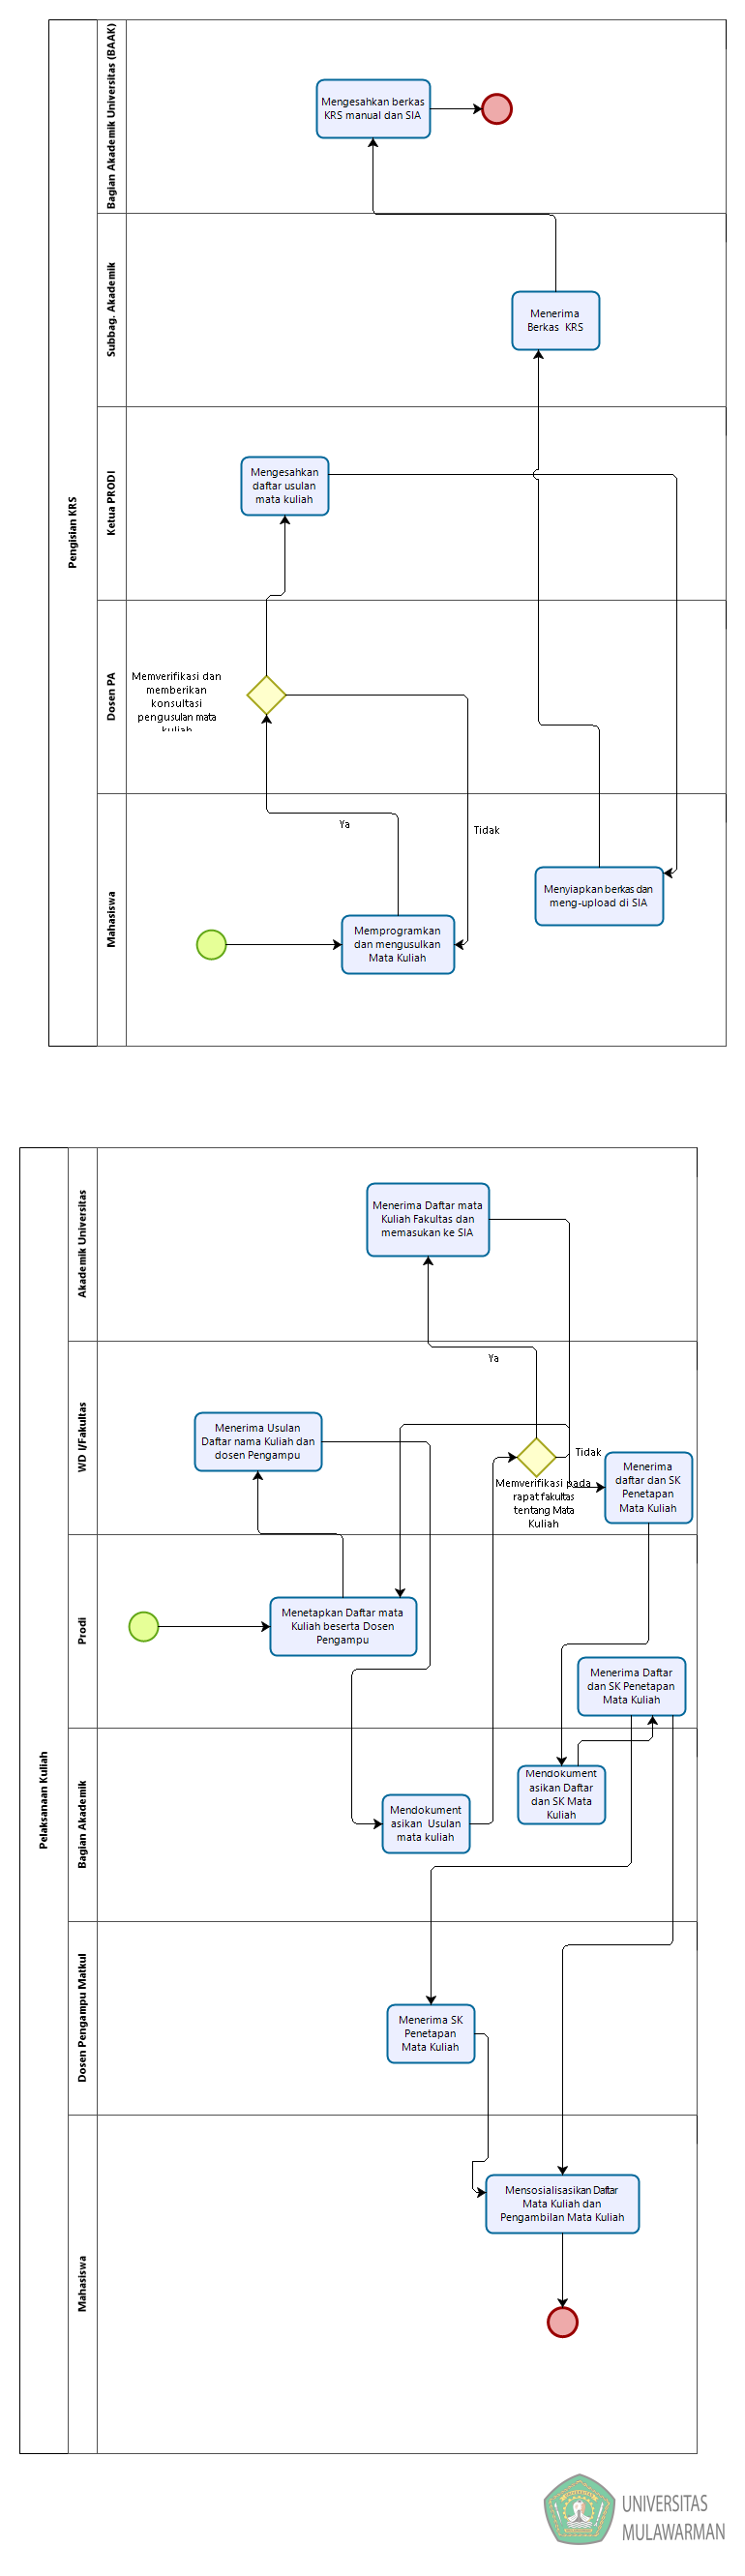 Pengisian KRS
Bagian Akademik Universitas (BAAK)
Mengesahkan berkas
KRS manual dan SIA
Subbag. Akademik
Menerima
Berkas KRS
Ketua PRODI
Mengesahkan
daftar usulan
mata kuliah
Dosen PA
Memverifikasi dan
memberikan
konsultasi
pengusulan mata
kuliah
Ya
Tidak
Mahasiswa
Menyiapkan berkas dan
meng-upload di SIA
Memprogramkan
dan mengusulkan
Mata Kuliah
Pelaksanaan Kuliah
Akademik Universitas
Menerima Daftar mata
Kuliah Fakultas dan
memasukan ke SIA
WD I/Fakultas
Ya
Menerima Usulan
Daftar nama Kuliah dan
dosen Pengampu
Tidak
Memverifikasi pada
rapat fakultas
tentang Mata
Kuliah
Menerima
daftar dan SK
Penetapan
Mata Kuliah
Prodi
Menetapkan Daftar mata
Kuliah beserta Dosen
Pengampu
Menerima Daftar
dan SK Penetapan
Mata Kuliah
Bagian Akademik
Mendokument
asikan Usulan
mata kuliah
Mendokument
asikan Daftar
dan SK Mata
Kuliah
Dosen Pengampu Matkul
Menerima SK
Penetapan
Mata Kuliah
Mahasiswa
Mensosialisasikan Daftar
Mata Kuliah dan
Pengambilan Mata Kuliah
UNIVERSITAS
MULAWARMAN